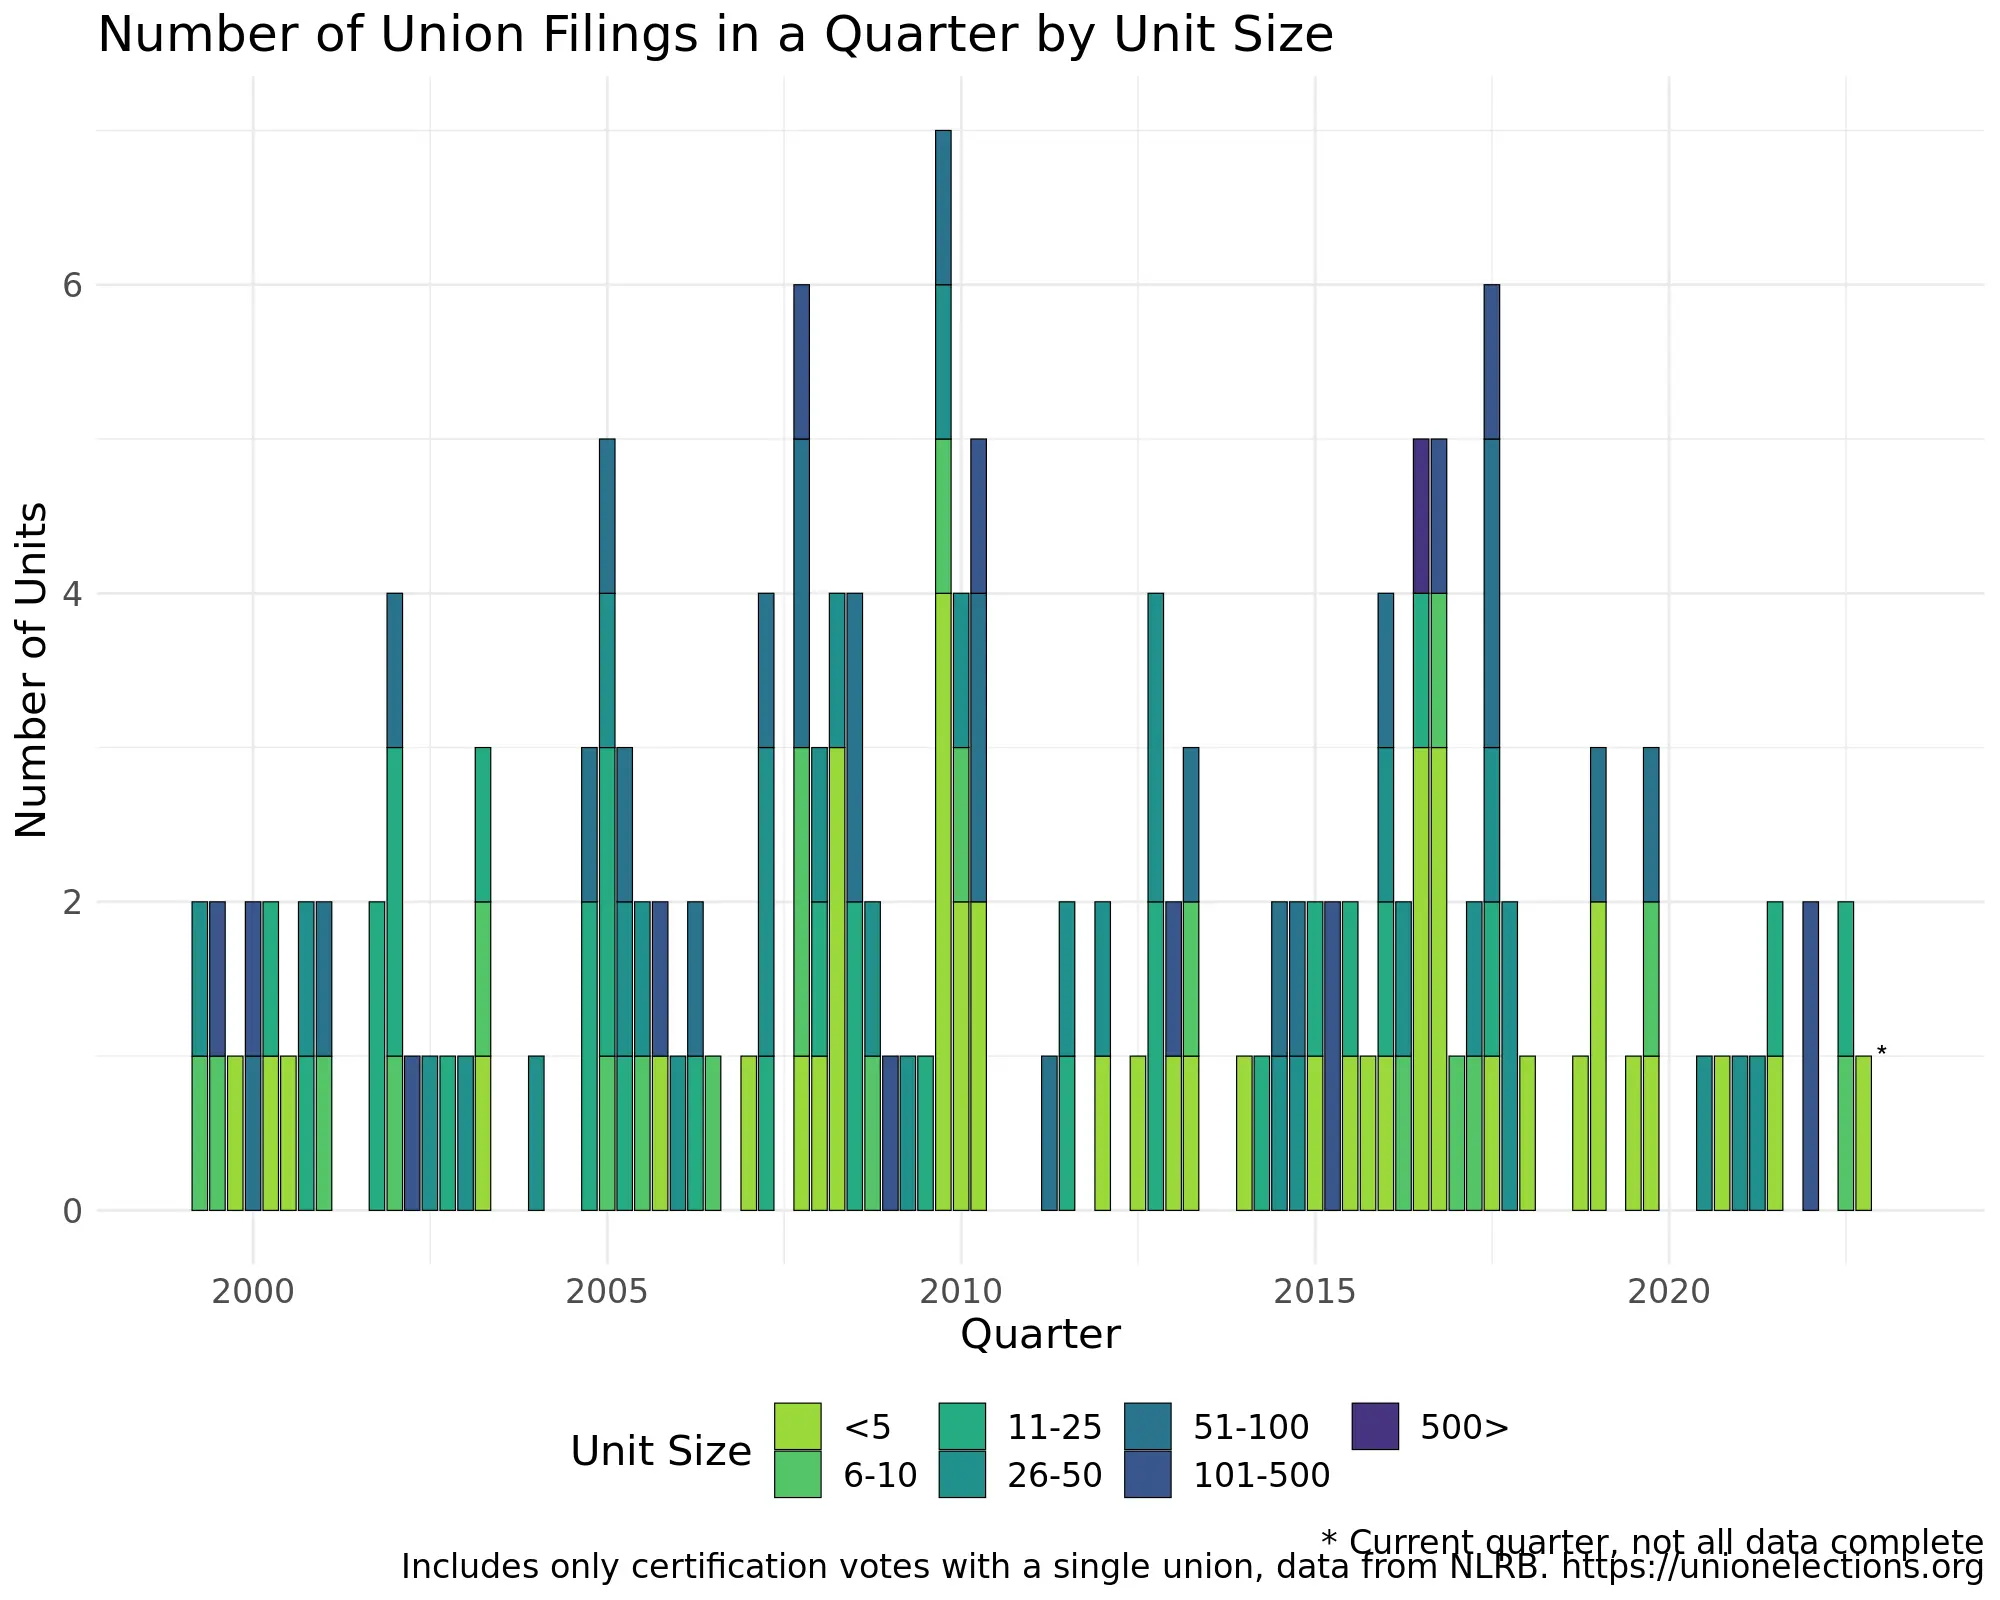 Number of Union Filings in a Quarter by Unit Size
Number of Units
6
4
2
0
*
2000 2005 2010 2015 2020
Quarter
Unit Size
<5 11-25 51-100 500>
6-10 26-50 101-500
* Current quarter, not all data complete
Includes only certification votes with a single union, data from NLRB. https://unionelections.org